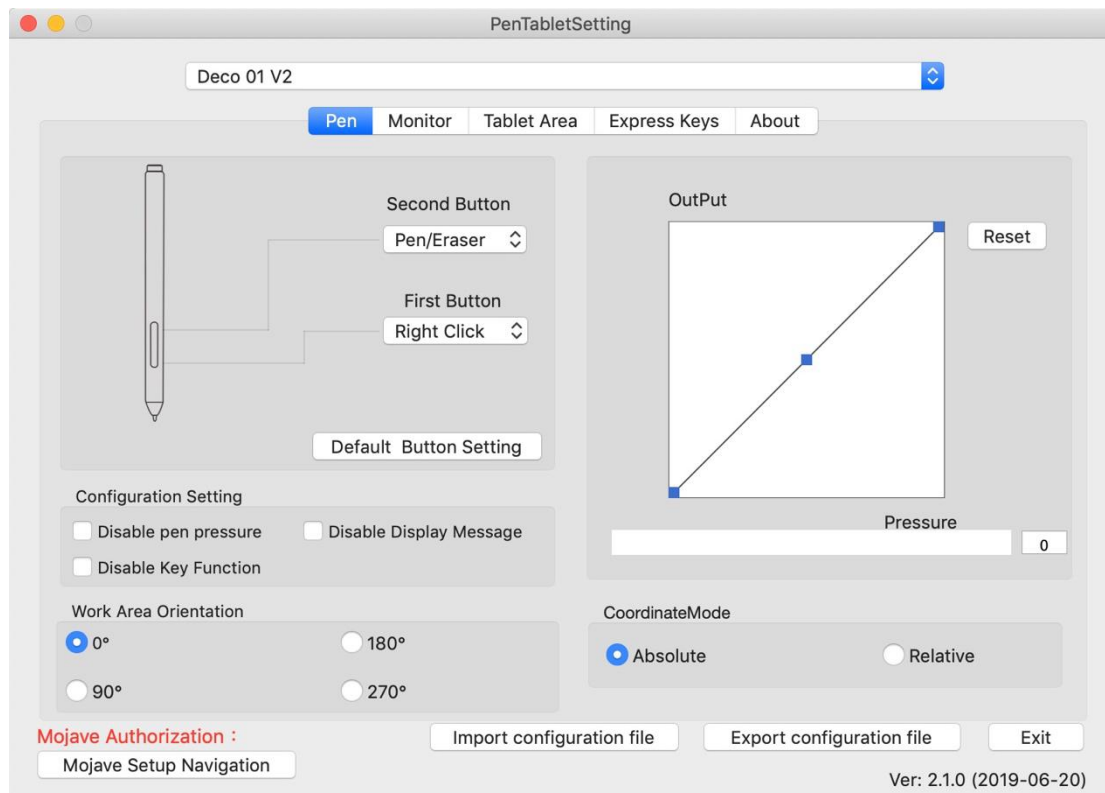 PenTabletSetting
Deco 01 V2
Pen Monitor Tablet Area Express Keys About
Second Button
Pen/Eraser
First Button
Right Click
Default Button Setting
OutPut
Reset
Pressure
0
Configuration Setting
Disable pen pressure Disable Display Message
Disable Key Function
Work Area Orientation
0° 180°
90° 270°
CoordinateMode
Absolute Relative
Mojave Authorization：
Mojave Setup Navigation
Import configuration file Export configuration file Exit
Ver: 2.1.0 (2019-06-20)